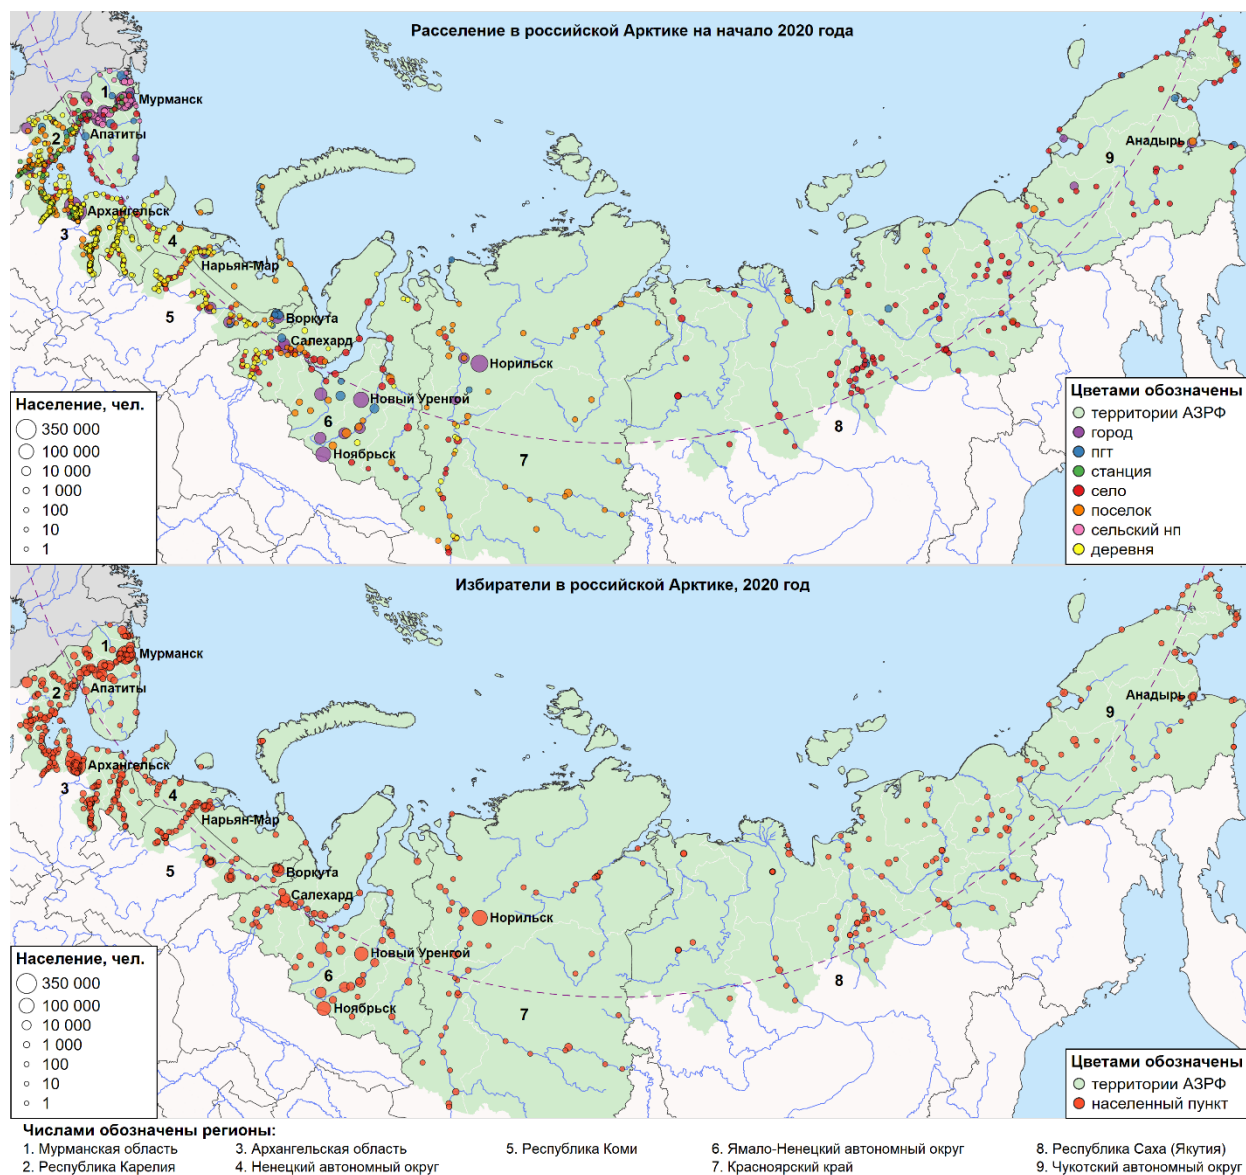 Расселение в российской Арктике на начало 2020 года
1
Мурманск
2
Апатиты
Анадырь
9
Архангельск
3
4
Нарьян-Мар
5
Воркута
Салехард
Норильск
Новый Уренгой
6
Ноябрьск
7
8
Население, чел.
350 000
100 000
10 000
1 000
100
10
1
Цветами обозначены
территории АЗРФ
город
пгт
станция
село
поселок
сельский нп
деревня
Избиратели в российской Арктике, 2020 год
1
Мурманск
2
Апатиты
Анадырь
9
Архангельск
3
4
Нарьян-Мар
5
Воркута
Салехард
Норильск
Новый Уренгой
6
Ноябрьск
7
8
Население, чел.
350 000
100 000
10 000
1 000
100
10
1
Цветами обозначены
территории АЗРФ
населенный пункт
Числами обозначены регионы:
1. Мурманская область
2. Республика Карелия
3. Архангельская область
4. Ненецкий автономный округ
5. Республика Коми
6. Ямало-Ненецкий автономный округ
7. Красноярский край
8. Республика Саха (Якутия)
9. Чукотский автономный округ